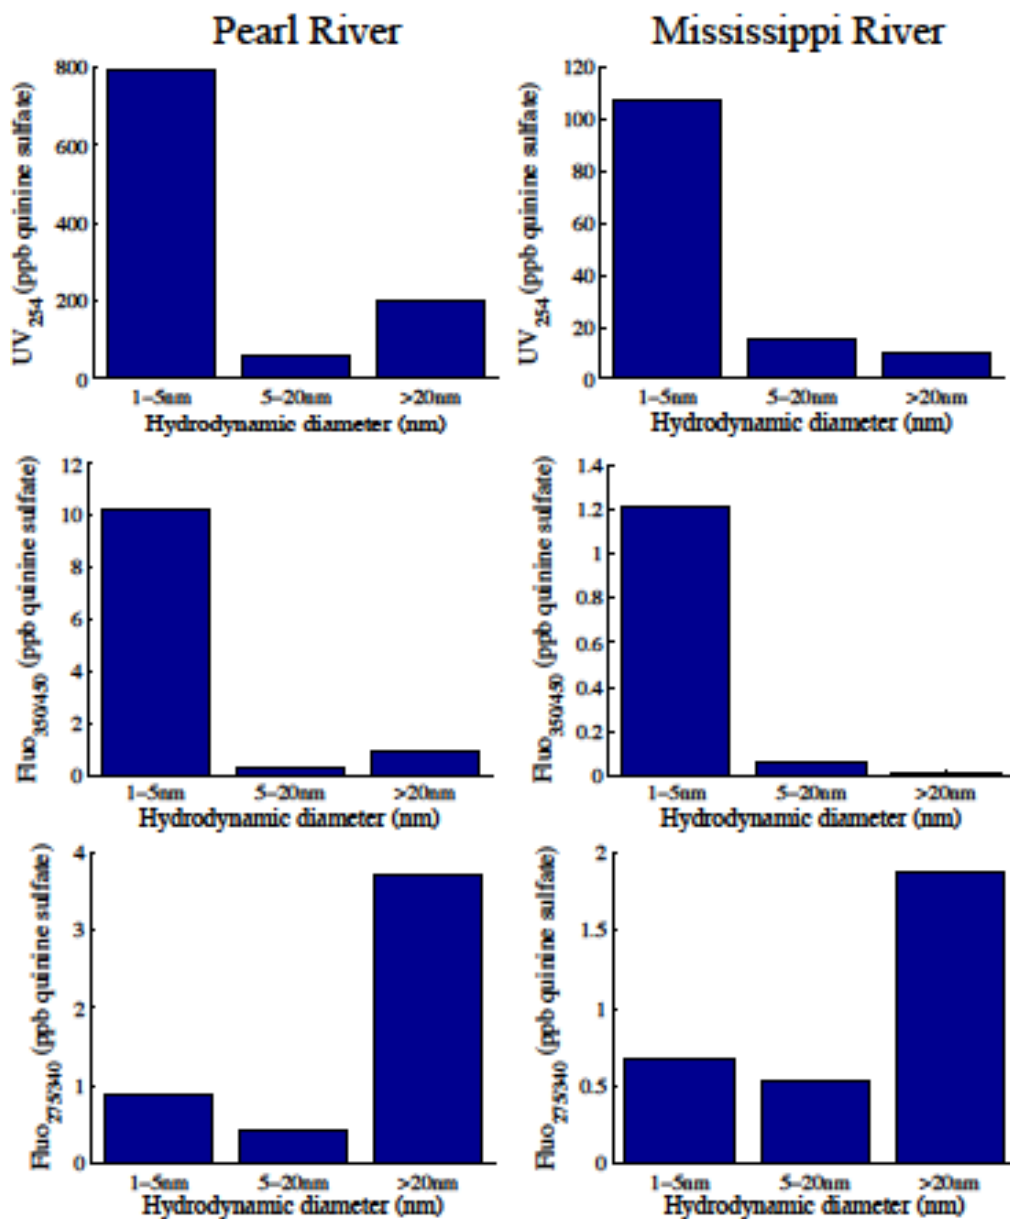 Pearl River
Mississippi River
UV254 (ppb quinine sulfate)
800
600
400
200
0
1–5nm
5–20nm
>20nm
Hydrodynamic diameter (nm)
UV254 (ppb quinine sulfate)
120
100
80
60
40
20
0
1–5nm
5–20nm
>20nm
Hydrodynamic diameter (nm)
Fluo350/450 (ppb quinine sulfate)
12
10
8
6
4
2
0
1–5nm
5–20nm
>20nm
Hydrodynamic diameter (nm)
Fluo350/450 (ppb quinine sulfate)
1.4
1.2
1
0.8
0.6
0.4
0.2
0
1–5nm
5–20nm
>20nm
Hydrodynamic diameter (nm)
Fluo275/340 (ppb quinine sulfate)
4
3
2
1
0
1–5nm
5–20nm
>20nm
Hydrodynamic diameter (nm)
Fluo275/340 (ppb quinine sulfate)
2
1.5
1
0.5
0
1–5nm
5–20nm
>20nm
Hydrodynamic diameter (nm)